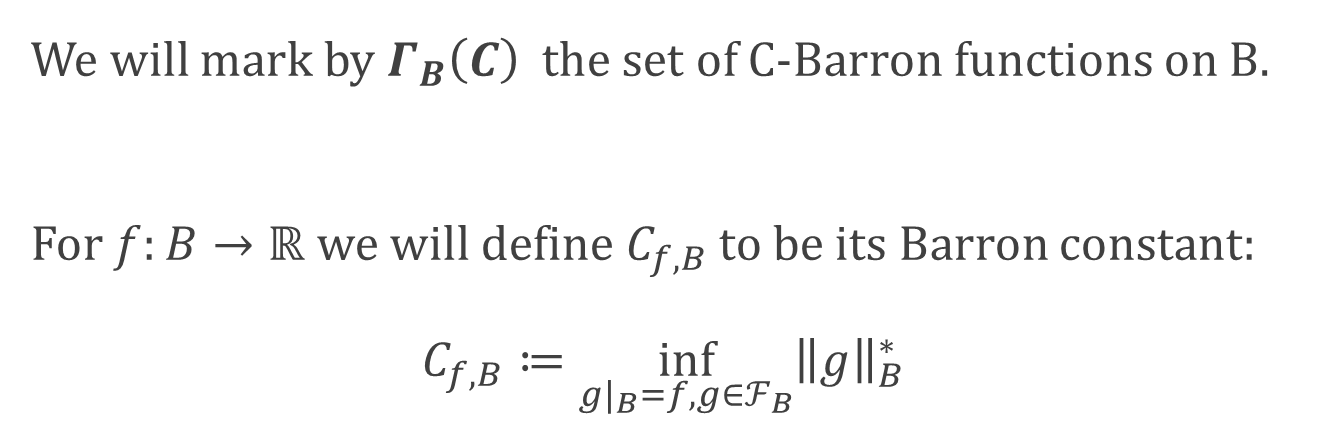 We will mark by 𝜞_B(𝑪) the set of C-Barron functions on B.
For f: B → ℝ we will define C_{f,B} to be its Barron constant:
C_{f,B} ≔ inf_{g|_B=f, g∈ℱ_B} ‖g‖*_B